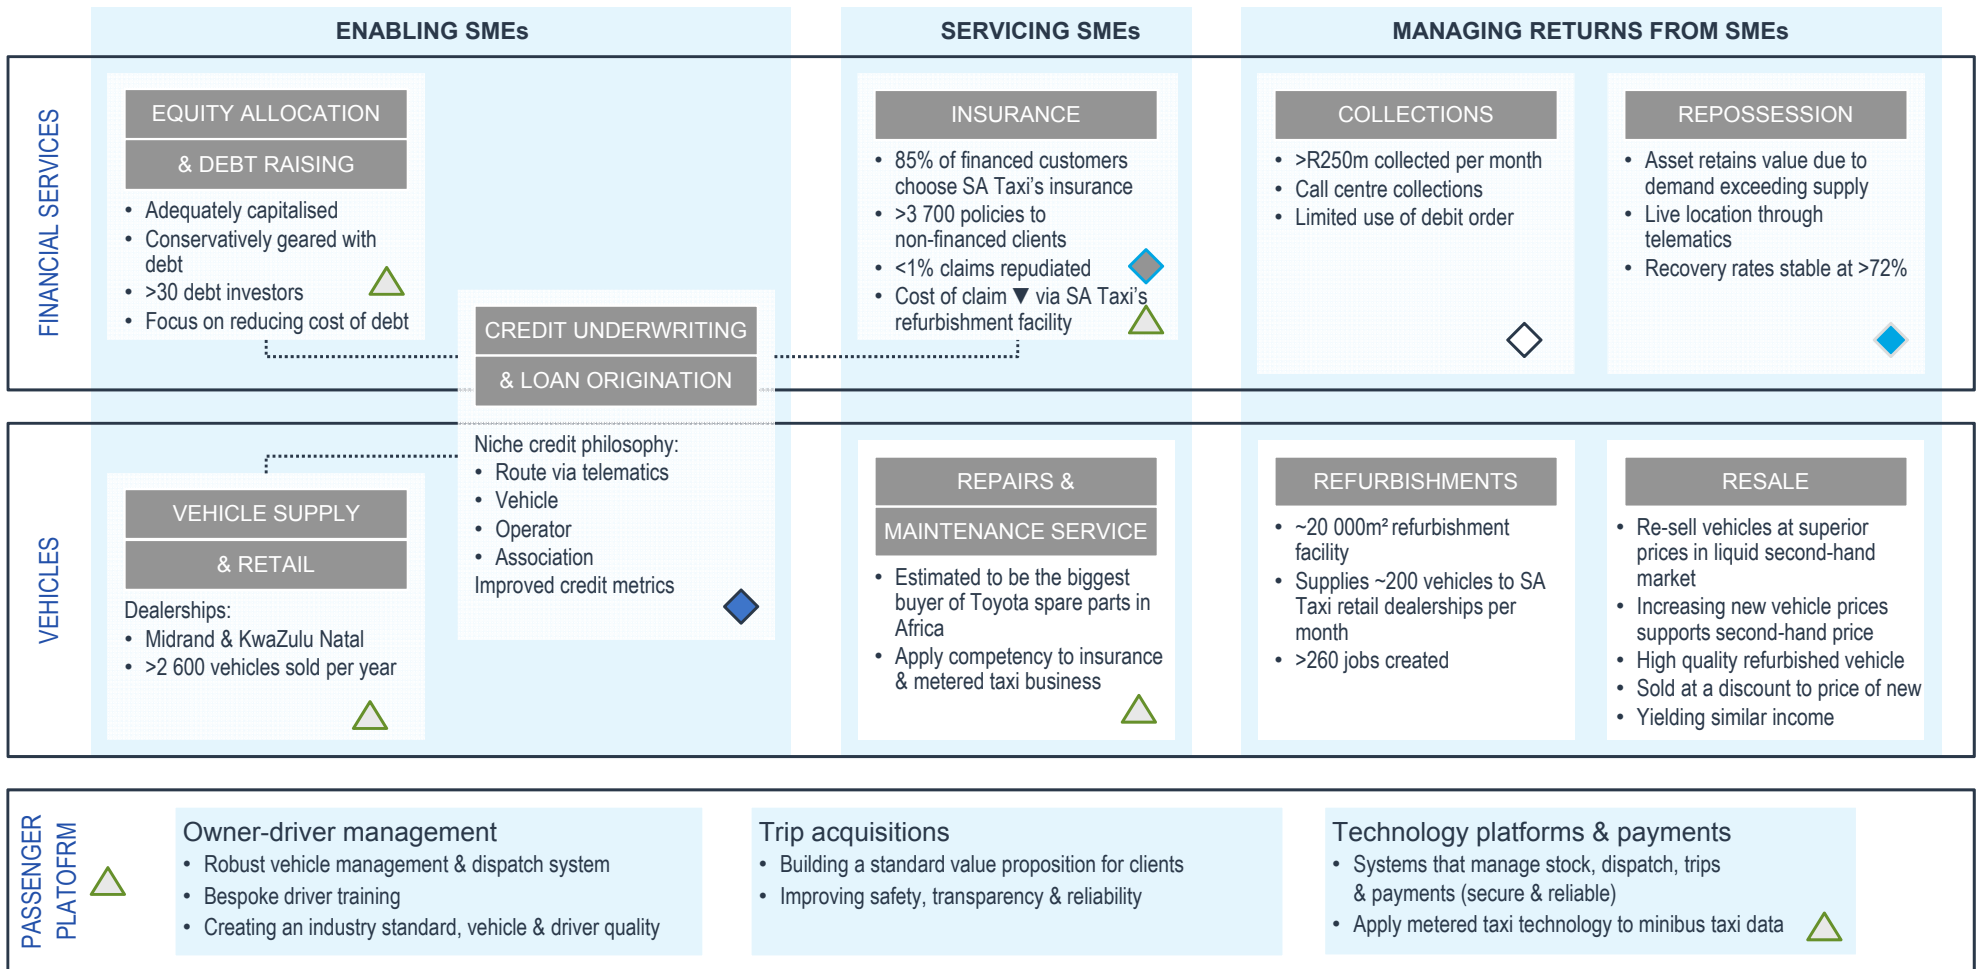 ENABLING SMEs
SERVICING SMEs
MANAGING RETURNS FROM SMEs
FINANCIAL SERVICES
EQUITY ALLOCATION
& DEBT RAISING
• Adequately capitalised
• Conservatively geared with
debt
• >30 debt investors
• Focus on reducing cost of debt
CREDIT UNDERWRITING
& LOAN ORIGINATION
Niche credit philosophy:
• Route via telematics
• Vehicle
• Operator
• Association
Improved credit metrics
INSURANCE
• 85% of financed customers
choose SA Taxi's insurance
• >3 700 policies to
non-financed clients
• <1% claims repudiated
• Cost of claim ▼ via SA Taxi's
refurbishment facility
COLLECTIONS
• >R250m collected per month
• Call centre collections
• Limited use of debit order
REPOSSESSION
• Asset retains value due to
demand exceeding supply
• Live location through
telematics
• Recovery rates stable at >72%
VEHICLES
VEHICLE SUPPLY
& RETAIL
Dealerships:
• Midrand & KwaZulu Natal
• >2 600 vehicles sold per year
REPAIRS &
MAINTENANCE SERVICE
• Estimated to be the biggest
buyer of Toyota spare parts in
Africa
• Apply competency to insurance
& metered taxi business
REFURBISHMENTS
• ~20 000m² refurbishment
facility
• Supplies ~200 vehicles to SA
Taxi retail dealerships per
month
• >260 jobs created
RESALE
• Re-sell vehicles at superior
prices in liquid second-hand
market
• Increasing new vehicle prices
supports second-hand price
• High quality refurbished vehicle
• Sold at a discount to price of new
• Yielding similar income
PASSENGER
PLATOFRM
Owner-driver management
• Robust vehicle management & dispatch system
• Bespoke driver training
• Creating an industry standard, vehicle & driver quality
Trip acquisitions
• Building a standard value proposition for clients
• Improving safety, transparency & reliability
Technology platforms & payments
• Systems that manage stock, dispatch, trips
& payments (secure & reliable)
• Apply metered taxi technology to minibus taxi data